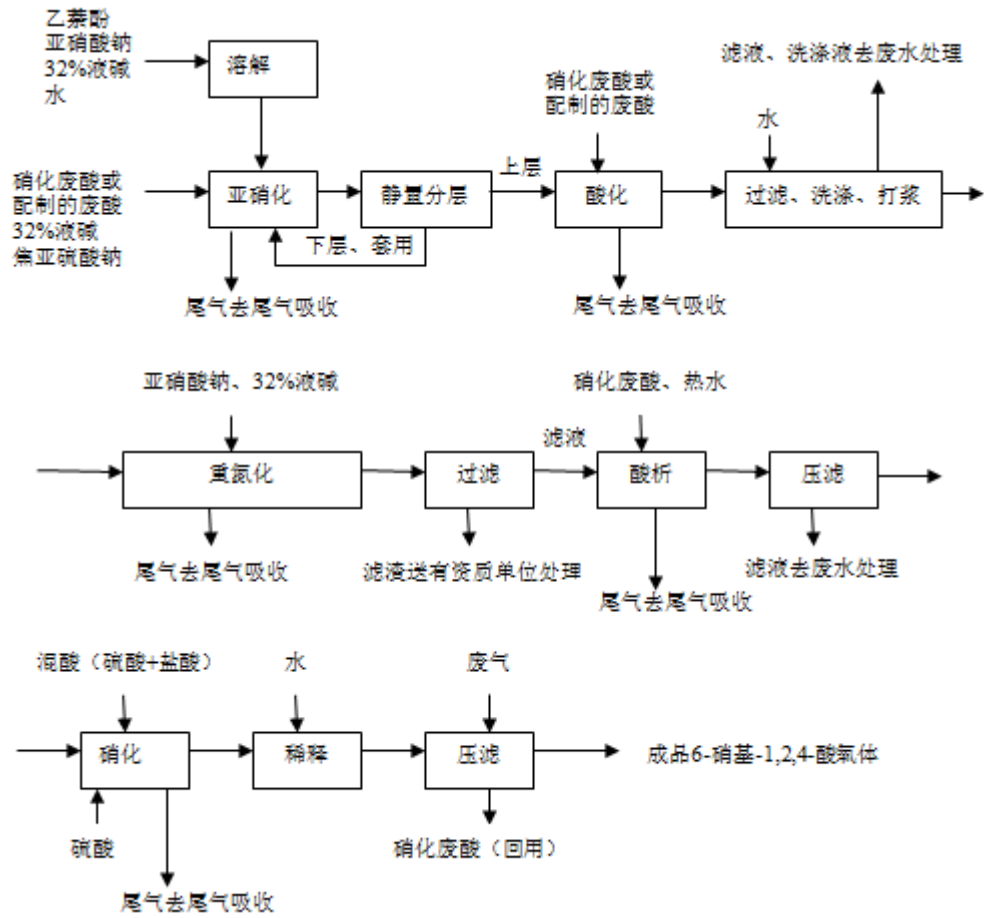 乙萘酚
亚硝酸钠
32%液碱
水
溶解
硝化废酸或
配制的废酸
32%液碱
焦亚硫酸钠
亚硝化
静置分层
上层
下层、套用
尾气去尾气吸收
硝化废酸或
配制的废酸
酸化
尾气去尾气吸收
水
过滤、洗涤、打浆
滤液、洗涤液去废水处理
亚硝酸钠、32%液碱
重氮化
尾气去尾气吸收
过滤
滤渣送有资质单位处理
滤液
硝化废酸、热水
酸析
尾气去尾气吸收
压滤
滤液去废水处理
混酸（硫酸+盐酸）
硝化
硫酸
尾气去尾气吸收
水
稀释
废气
压滤
硝化废酸（回用）
成品6-硝基-1,2,4-酸氧体